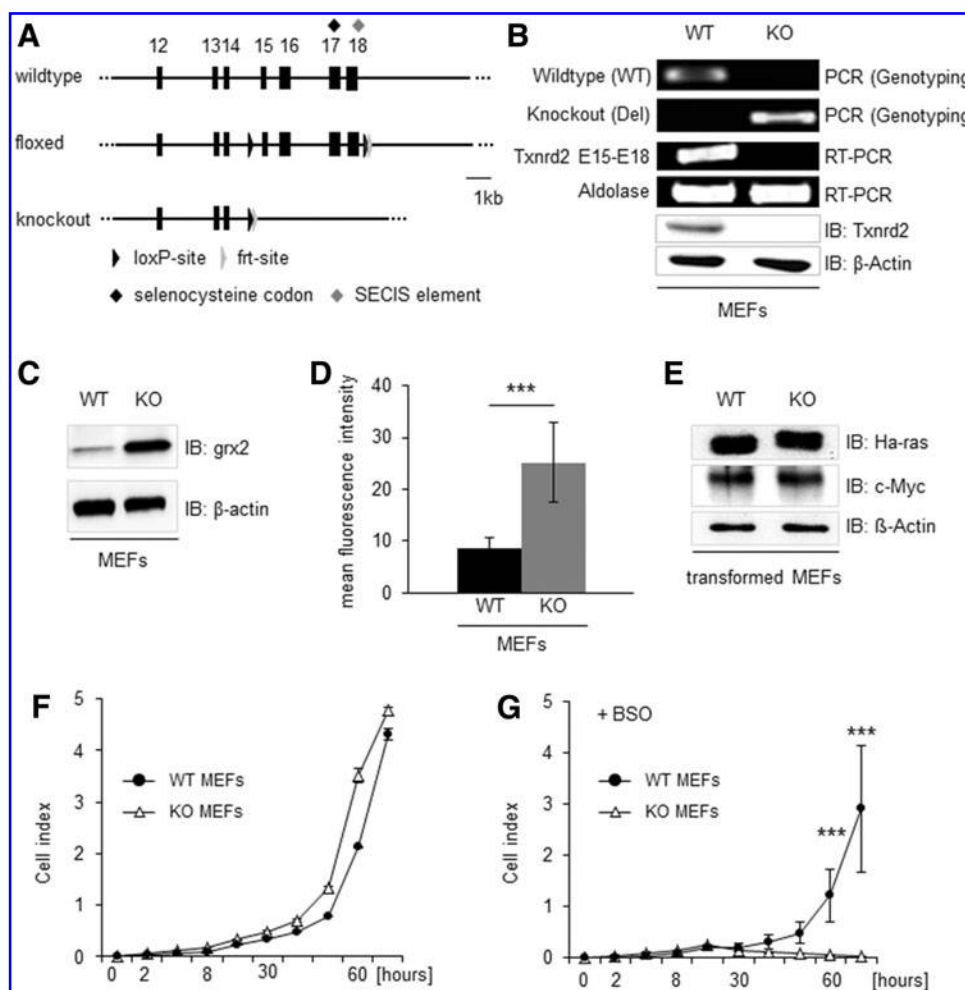 A
17 18
12 13 14 15 16
wildtype
floxed
1kb
knockout
loxP-site frt-site
selenocysteine codon SECIS element
B
WT KO
Wildtype (WT) PCR (Genotyping
Knockout (Del) PCR (Genotyping
Txnrd2 E15-E18 RT-PCR
Aldolase RT-PCR
IB: Txnrd2
IB: β-Actin
MEFs
C
WT KO
IB: grx2
IB: β-actin
MEFs
D
mean fluorescence intensity
40
30
20
10
0
***
WT KO
MEFs
E
WT KO
IB: Ha-ras
IB: c-Myc
IB: ß-Actin
transformed MEFs
F
Cell index
5
4
3
2
1
0
WT MEFs
KO MEFs
0 2 8 30 60 [hours]
G
+ BSO
Cell index
5
4
3
2
1
0
WT MEFs
KO MEFs
***
***
0 2 8 30 60 [hours]